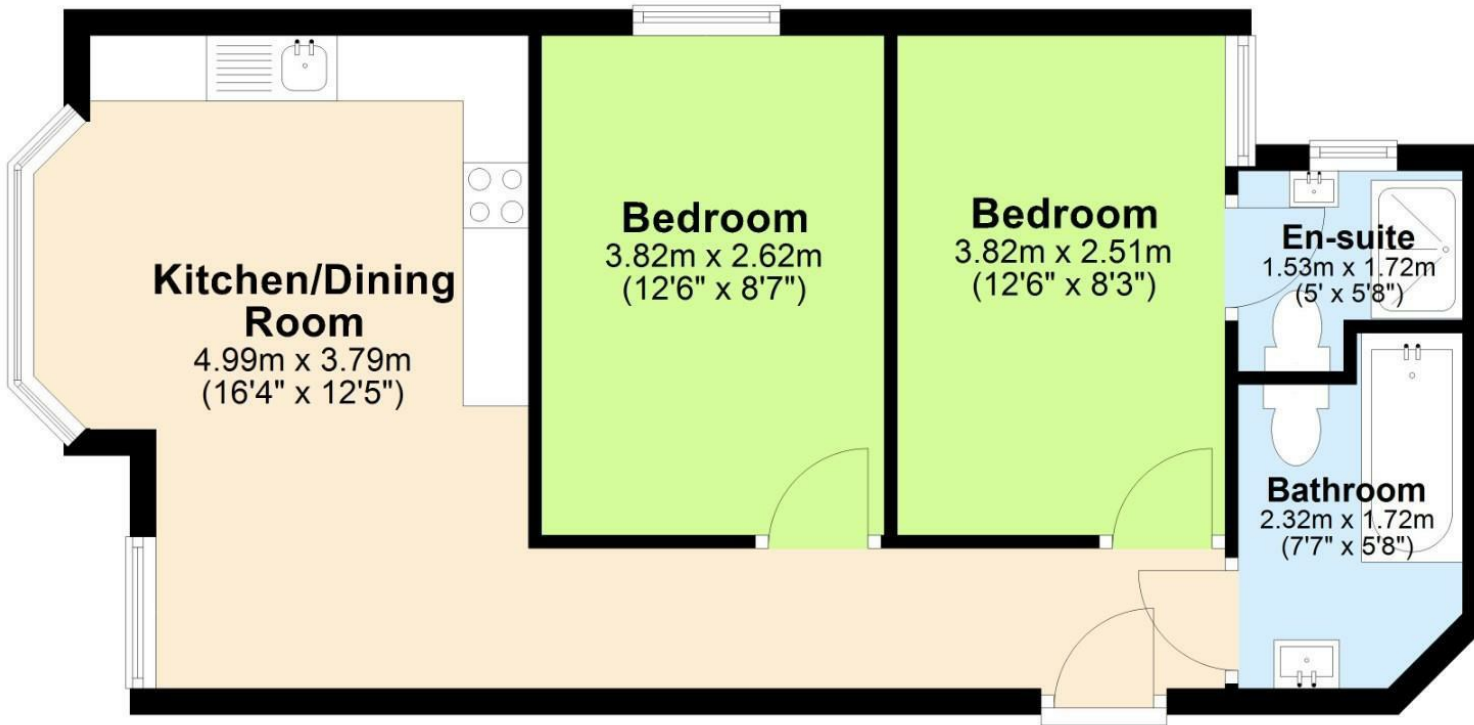 Kitchen/Dining
Room
4.99m x 3.79m
(16'4" x 12'5")
Bedroom
3.82m x 2.62m
(12'6" x 8'7")
Bedroom
3.82m x 2.51m
(12'6" x 8'3")
En-suite
1.53m x 1.72m
(5' x 5'8")
Bathroom
2.32m x 1.72m
(7'7" x 5'8")